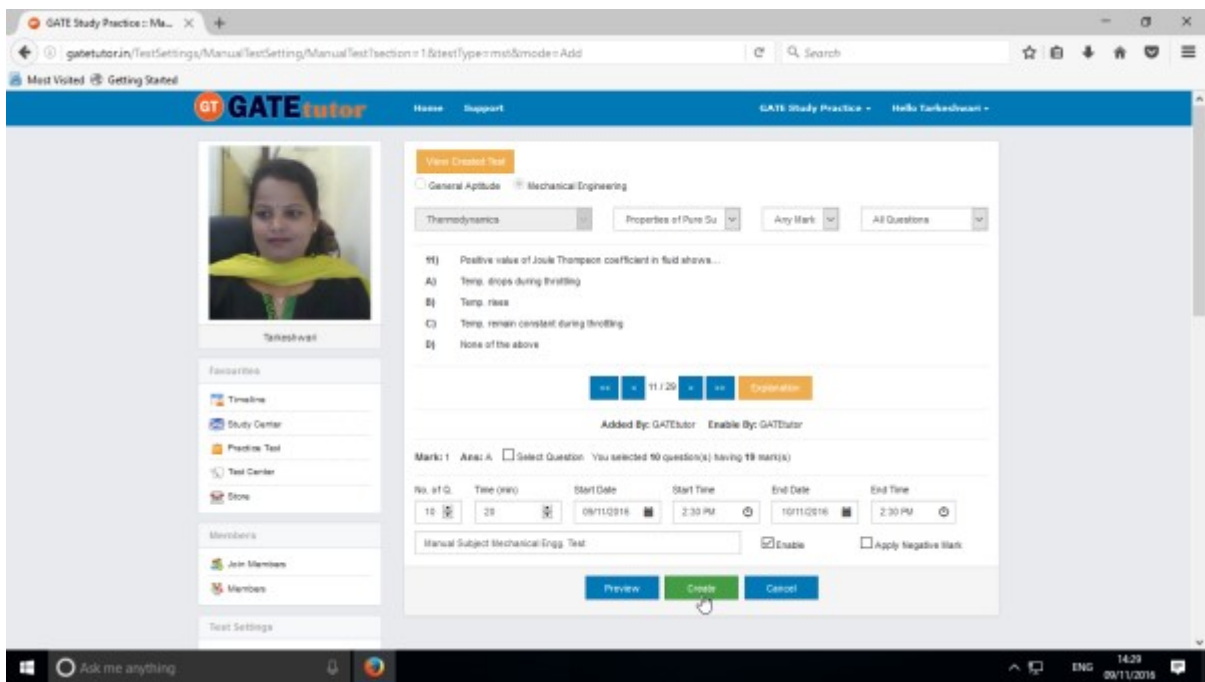 GATE Study Practice :: Ma...
gatetutor.in/TestSettings/ManualTestSetting/ManualTest?section=1&testType=mst&mode=Add
Search
Most Visited Getting Started
GT GATEtutor Home Support GATE Study Practice Hello Tarkeshwari
View Created Test
General Aptitude Mechanical Engineering
Thermodynamics Properties of Pure Su Any Mark All Questions
11) Positive value of Joule Thompson coefficient in fluid shows...
A) Temp. drops during throttling
B) Temp. rises
C) Temp. remain constant during throttling
D) None of the above
Tarkeshwari
<< < 11 / 29 > >> Explanation
Added By: GATEtutor Enable By: GATEtutor
Mark: 1 Ans: A Select Question You selected 10 question(s) having 19 mark(s)
No. of Q. Time (min) Start Date Start Time End Date End Time
10 20 09/11/2016 2:30 PM 10/11/2016 2:30 PM
Manual Subject Mechanical Engg. Test Enable Apply Negative Mark
Preview Create Cancel
Favourites
Timeline
Study Center
Practice Test
Test Center
Store
Members
Join Members
Members
Test Settings
Ask me anything
ENG 14:29
09/11/2016